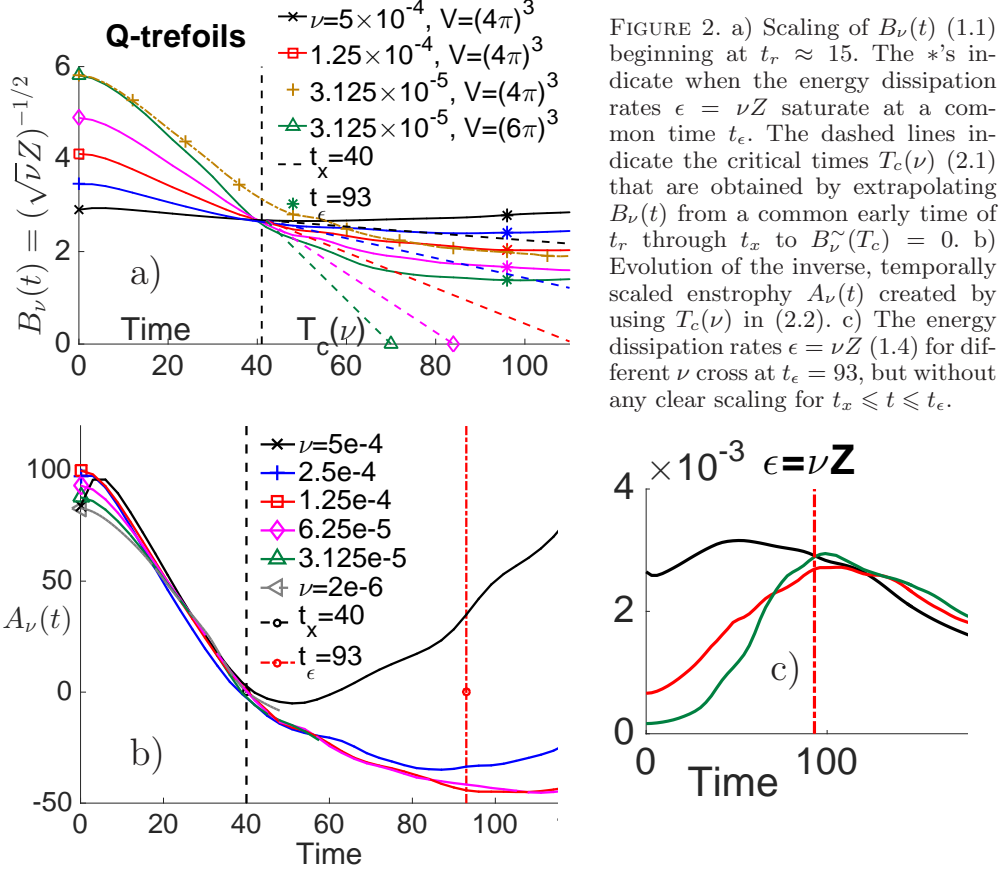 Q-trefoils
ν=5×10⁻⁴, V=(4π)³
1.25×10⁻⁴, V=(4π)³
3.125×10⁻⁵, V=(4π)³
3.125×10⁻⁵, V=(6π)³
t_x=40
t_ϵ=93
B_ν(t) = (√νZ)^{−1/2}
6
4
2
0
a)
Time
T_c(ν)
0
20
40
60
80
100
FIGURE 2. a) Scaling of B_ν(t) (1.1)
beginning at t_r ≈ 15. The ∗'s in-
dicate when the energy dissipation
rates ϵ = νZ saturate at a com-
mon time t_ϵ. The dashed lines in-
dicate the critical times T_c(ν) (2.1)
that are obtained by extrapolating
B_ν(t) from a common early time of
t_r through t_x to B_ν^~(T_c) = 0. b)
Evolution of the inverse, temporally
scaled enstrophy A_ν(t) created by
using T_c(ν) in (2.2). c) The energy
dissipation rates ϵ = νZ (1.4) for dif-
ferent ν cross at t_ϵ = 93, but without
any clear scaling for t_x ⩽ t ⩽ t_ϵ.
ν=5e-4
2.5e-4
1.25e-4
6.25e-5
3.125e-5
ν=2e-6
t_x=40
t_ϵ=93
A_ν(t)
100
50
0
-50
b)
0
20
40
60
80
100
Time
×10⁻³ ϵ=νZ
4
2
0
c)
0
100
Time